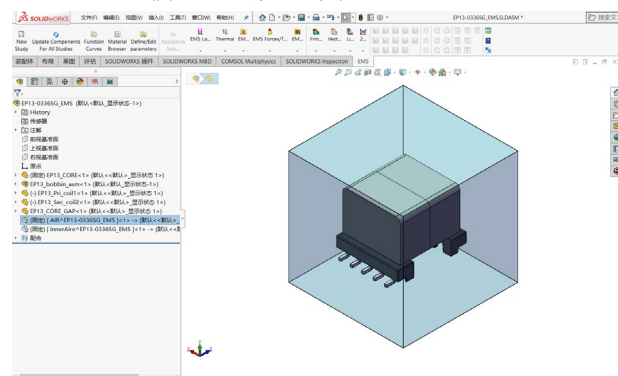 SOLIDWORKS 文件(F) 编辑(E) 视图(V) 插入(I) 工具(T) 窗口(W) 帮助(H) EP13-0336SG_EMS.SLDASM * 搜索文
New Study
Update Components For All Studies
Function Curves
Material Browser
Define/Edit parameters
EMS Lo...
Thermal
EM...
EMS Forces/T...
EM...
Frin...
Vect...
Li...
2...
装配体 布局 草图 评估 SOLIDWORKS 插件 SOLIDWORKS MBD COMSOL Multiphysics SOLIDWORKS Inspection EMS
EP13-0336SG_EMS (默认<默认_显示状态-1>)
History
传感器
注解
前视基准面
上视基准面
右视基准面
原点
(固定) EP13_CORE<1> (默认<<默认>_显示状态 1>)
EP13_bobbin_asm<1> (默认<默认_显示状态-1>)
(-) EP13_Pri_coil1<1> (默认<<默认>_显示状态 1>)
(-) EP13_Sec_coil2<1> (默认<<默认>_显示状态 1>)
EP13_CORE_GAP<1> (默认<<默认>_显示状态 1>)
(固定) [ AIR^EP13-0336SG_EMS ]<1> -> (默认<<默认>_
(固定) [ innerAire^EP13-0336SG_EMS ]<1> -> (默认<<默
配合